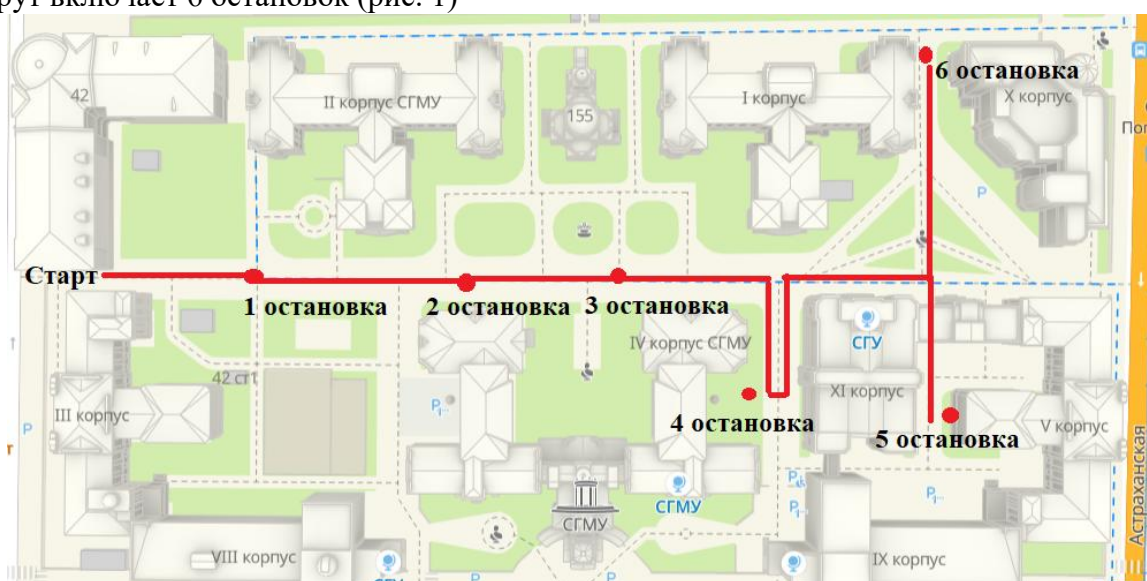 рут включает 6 остановок (рис. 1)
42
II корпус СГМУ
155
I корпус
6 остановка
X корпус
P
Старт
1 остановка
2 остановка
3 остановка
IV корпус СГМУ
СГУ
42 ст1
III корпус
P
P
4 остановка
XI корпус
5 остановка
V корпус
Астраханская
СГМУ
СГМУ
P
P
P
VIII корпус
IX корпус
P
P
P